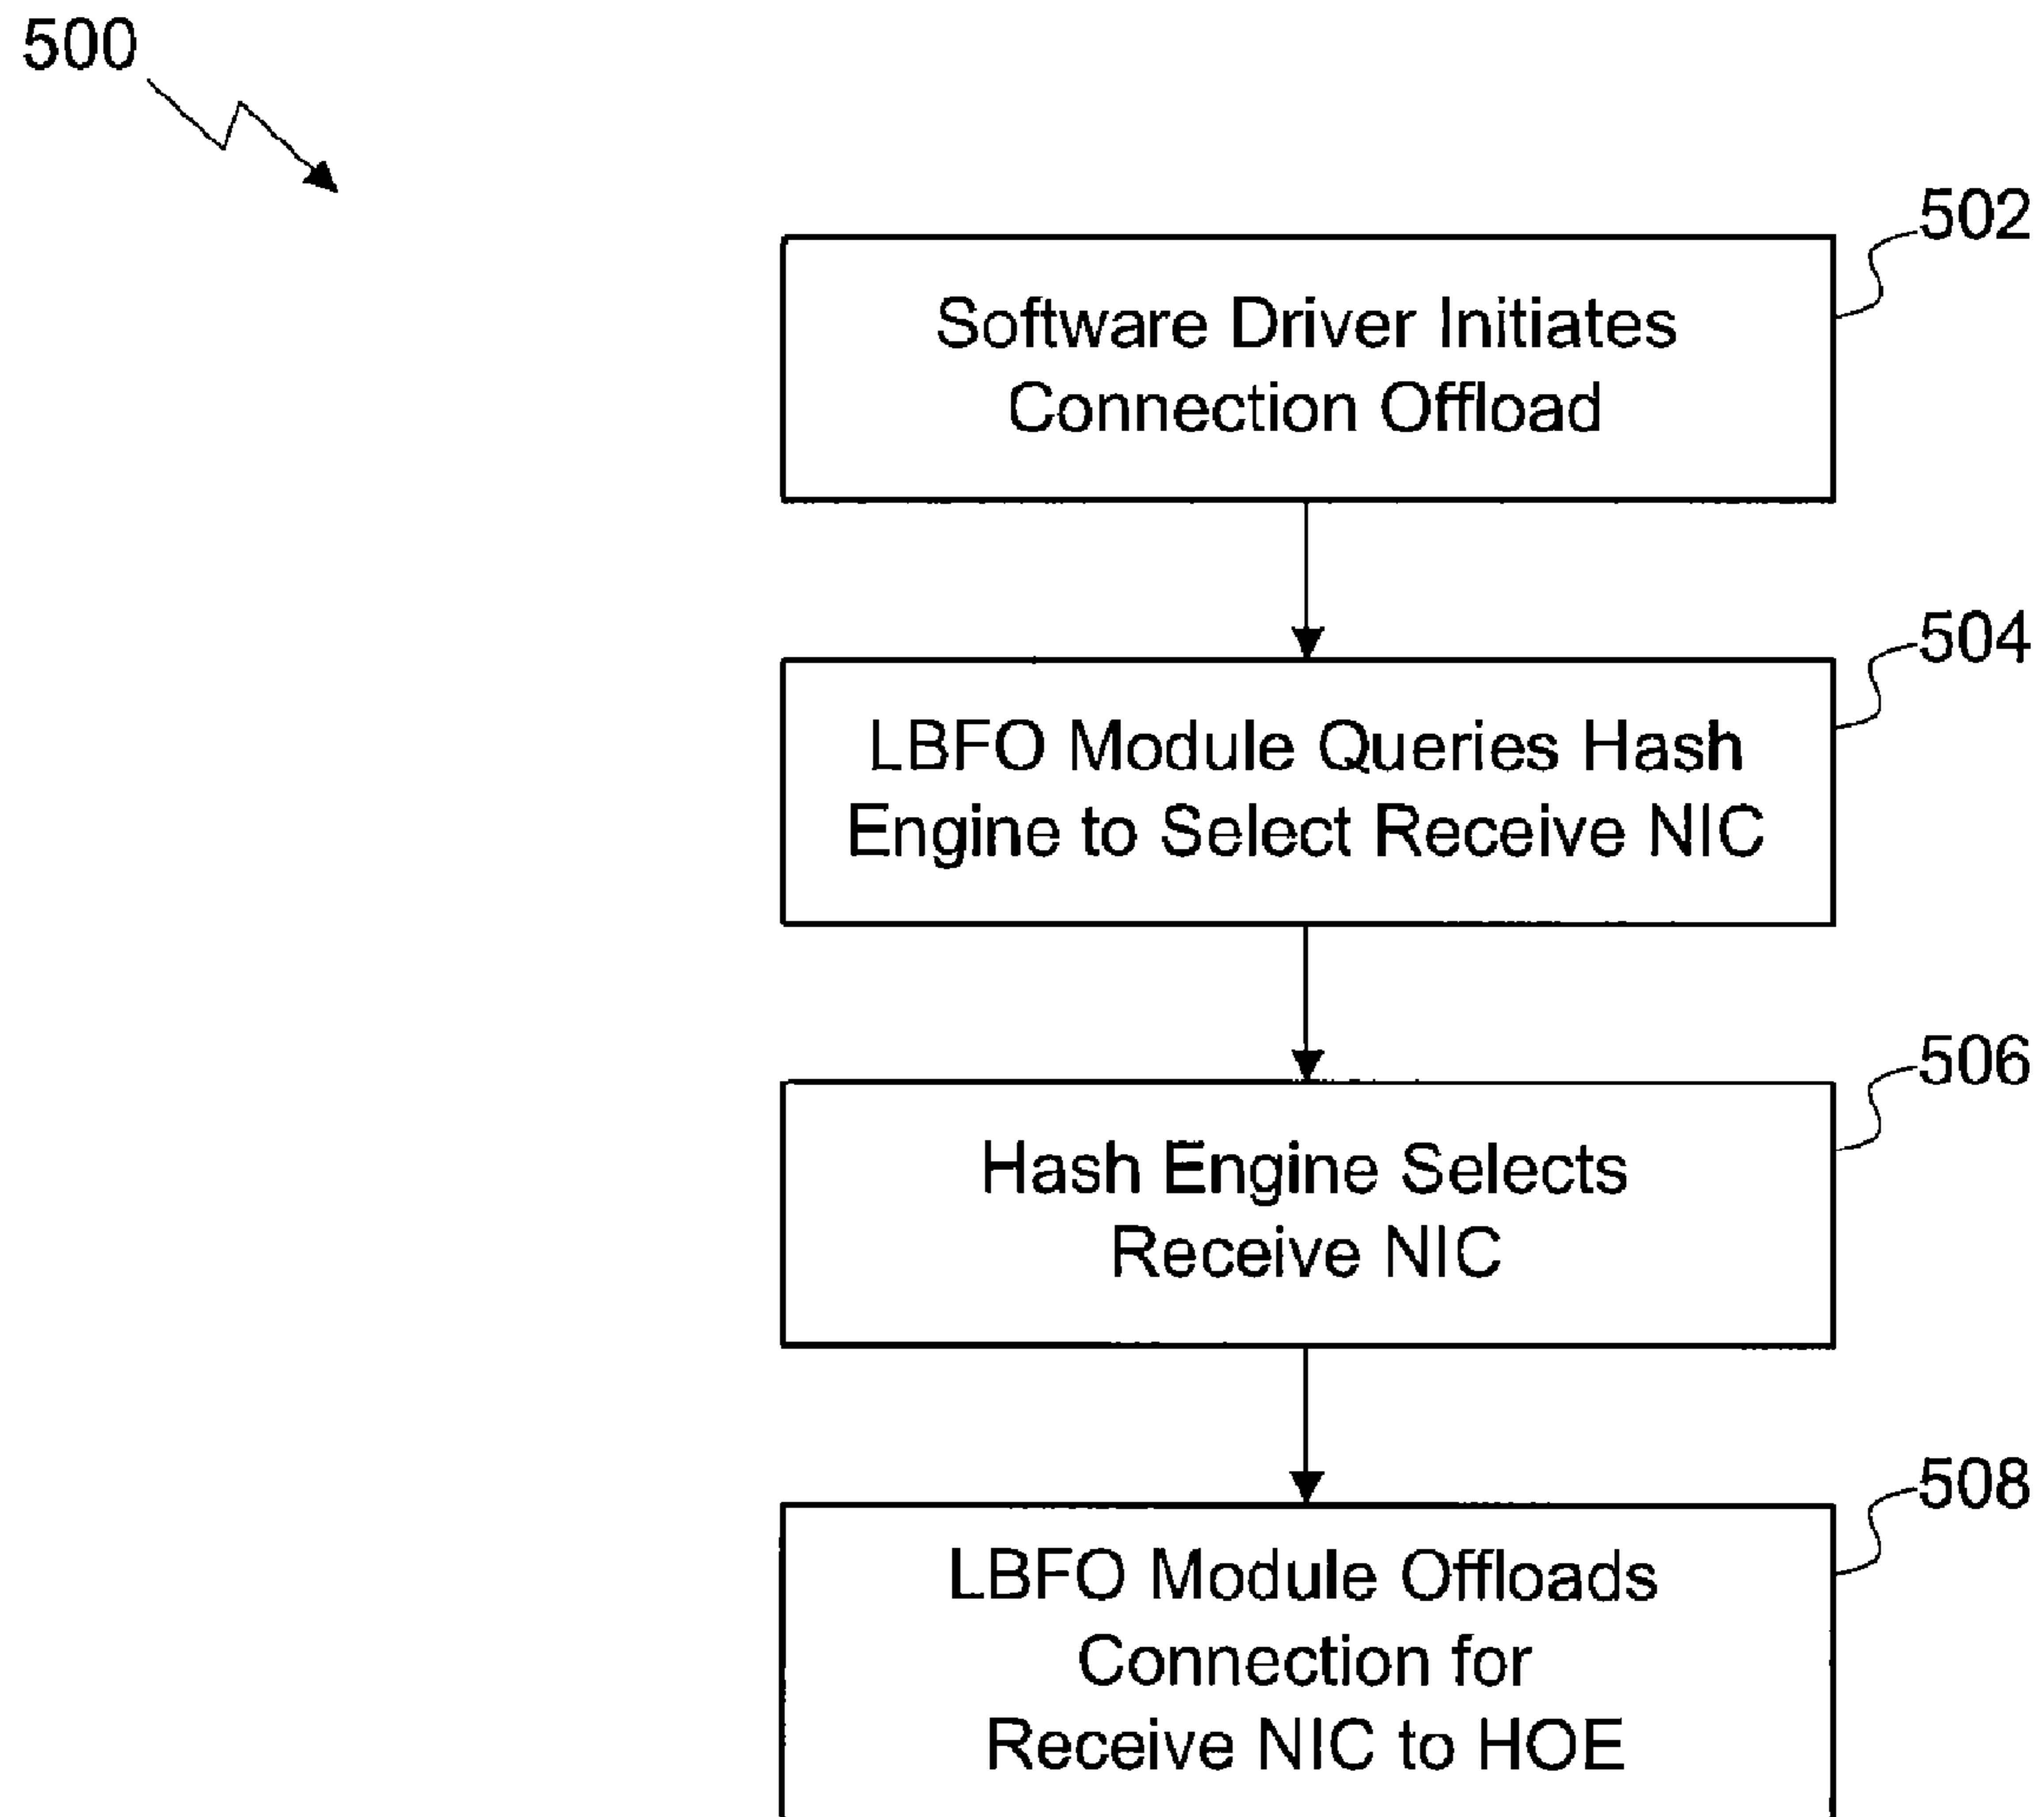 500
502
Software Driver Initiates
Connection Offload
504
LBFO Module Queries Hash
Engine to Select Receive NIC
506
Hash Engine Selects
Receive NIC
508
LBFO Module Offloads
Connection for
Receive NIC to HOE